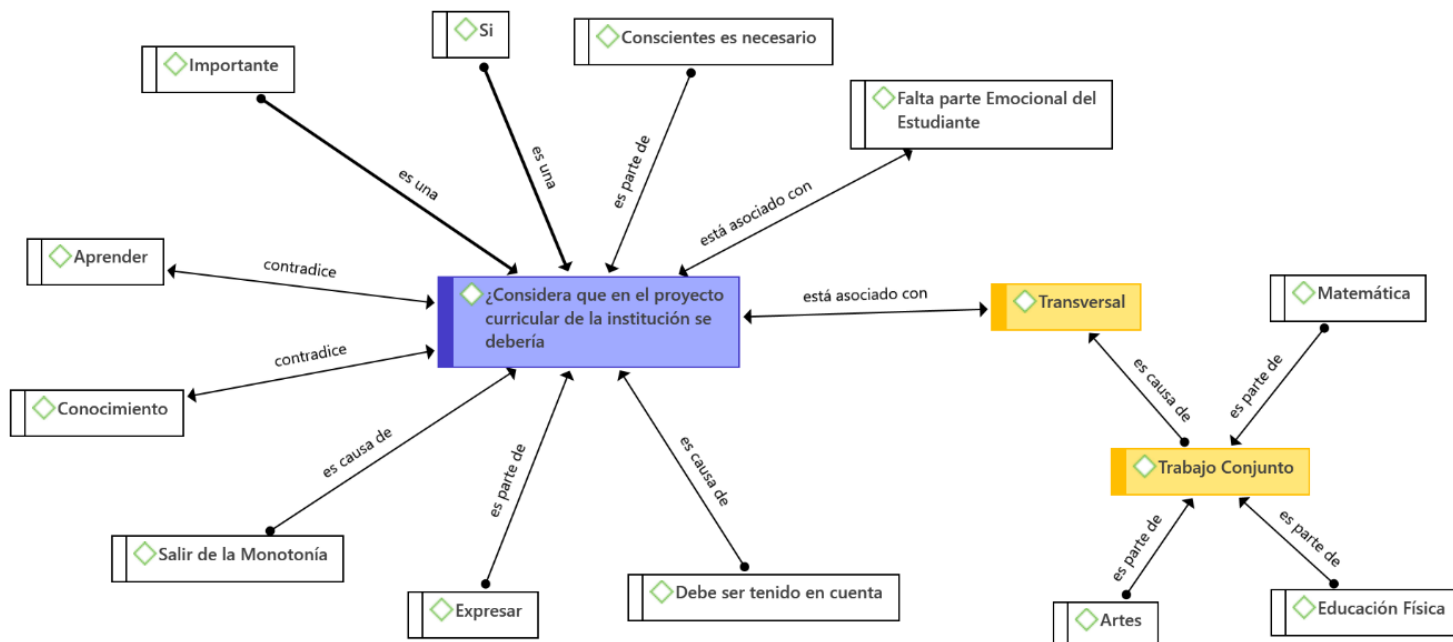 Si
Conscientes es necesario
Importante
Falta parte Emocional del
Estudiante
es una
es una
es parte de
está asociado con
Aprender
contradice
¿Considera que en el proyecto
curricular de la institución se
debería
está asociado con
Transversal
Matemática
contradice
Conocimiento
es causa de
es parte de
es causa de
es causa de
es parte de
Trabajo Conjunto
Salir de la Monotonía
Expresar
Debe ser tenido en cuenta
es parte de
es parte de
Artes
Educación Física